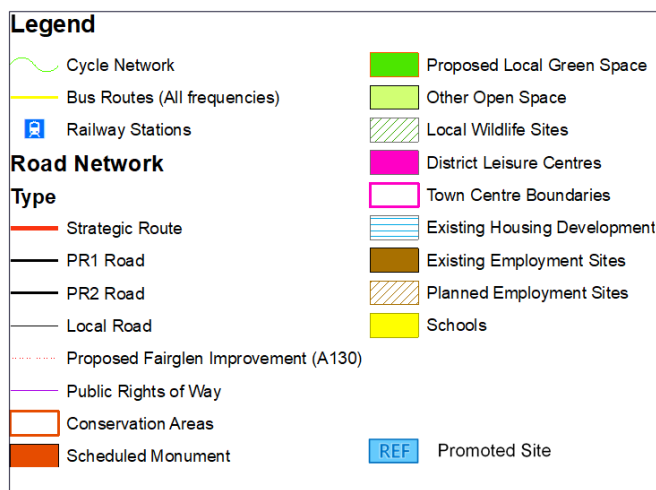 Legend
Cycle Network
Bus Routes (All frequencies)
Railway Stations
Road Network
Type
Strategic Route
PR1 Road
PR2 Road
Local Road
Proposed Fairglen Improvement (A130)
Public Rights of Way
Conservation Areas
Scheduled Monument
Proposed Local Green Space
Other Open Space
Local Wildlife Sites
District Leisure Centres
Town Centre Boundaries
Existing Housing Development
Existing Employment Sites
Planned Employment Sites
Schools
REF Promoted Site